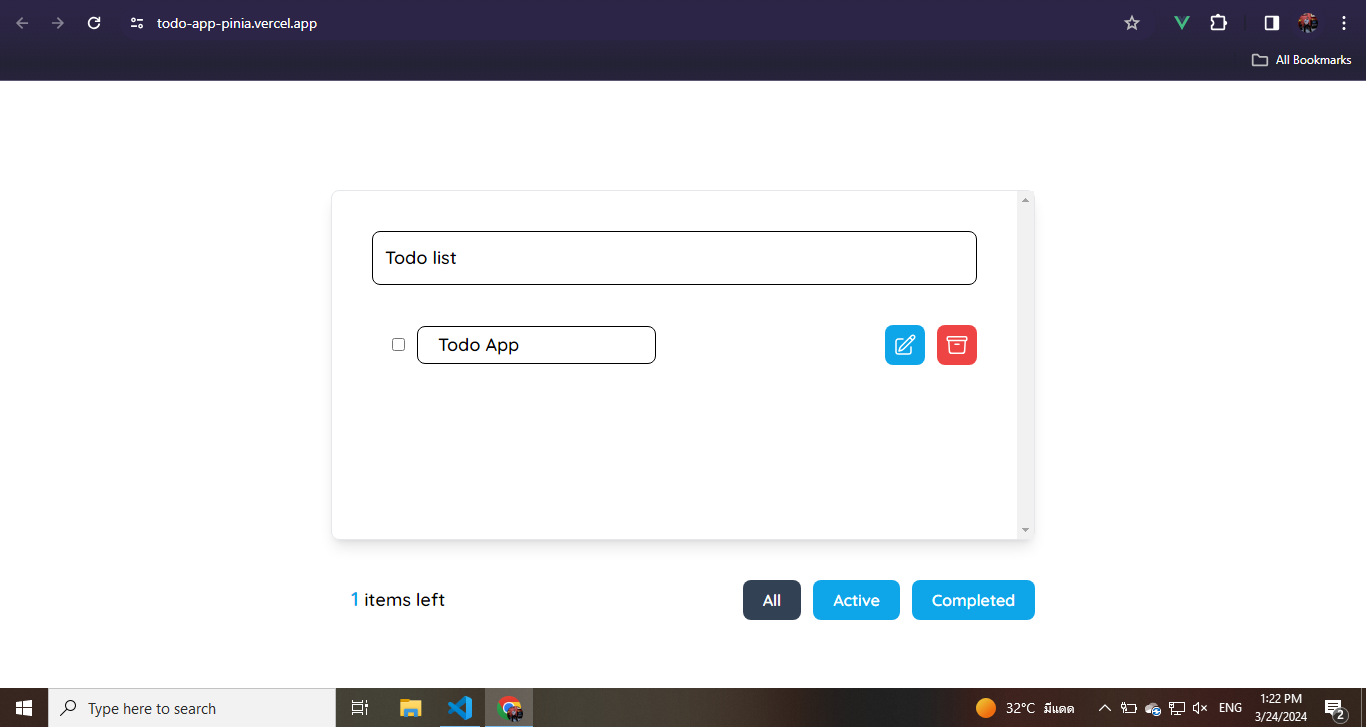 todo-app-pinia.vercel.app
All Bookmarks
Todo list
Todo App
1 items left
All
Active
Completed
Type here to search
32°C มีแดด
ENG
1:22 PM
3/24/2024
2